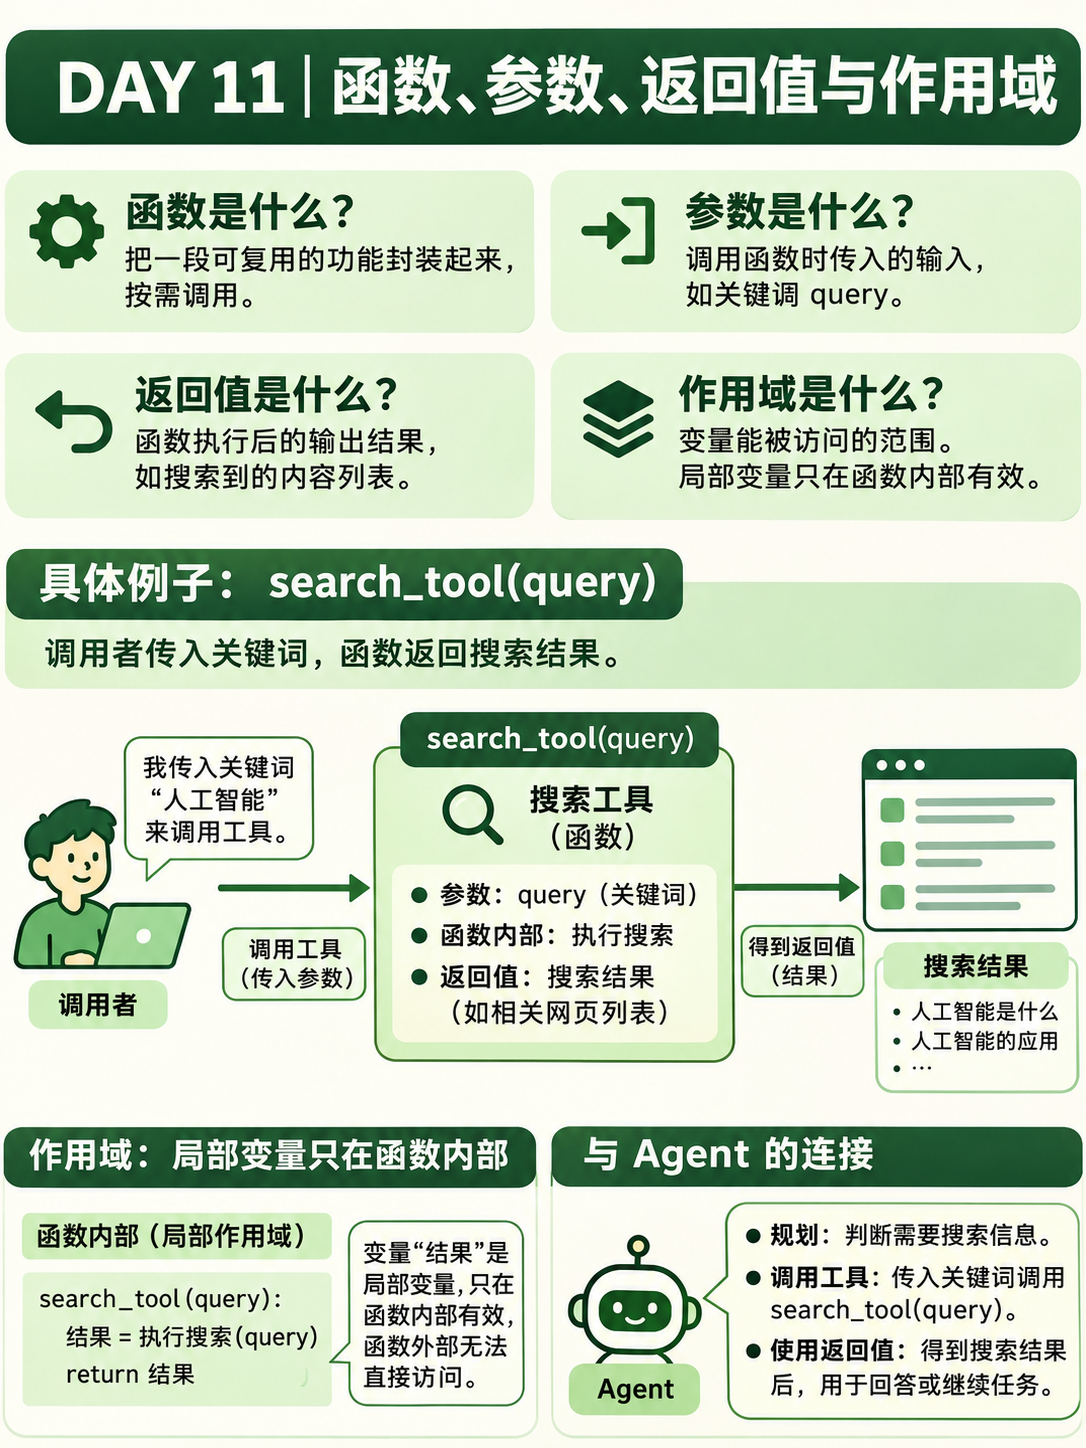 DAY 11 | 函数、参数、返回值与作用域
函数是什么？
把一段可复用的功能封装起来，
按需调用。
参数是什么？
调用函数时传入的输入，
如关键调 query。
返回值是什么？
函数执行后的输出结果，
如搜索到的内容列表。
作用域是什么？
变量能被访问的范围。
局部变量只在函数内部有效。
具体例子： search_tool(query)
调用者传入关键词，函数返回搜索结果。
我传入关键词
“人工智能”
来调用工具。
调用者
调用工具
（传入参数）
search_tool(query)
搜索工具
（函数）
参数：query（关键词）
函数内部：执行搜索
返回值：搜索结果
（如相关网页列表）
得到返回值
（结果）
搜索结果
• 人工智能是什么
• 人工智能的应用
• …
作用域：局部变量只在函数内部
函数内部（局部作用域）
search_tool(query)：
结果 = 执行搜索(query)
return 结果
变量“结果”是
局部变量，只在
函数内部有效，
函数外部无法
直接访问。
与 Agent 的连接
Agent
规划：判断需要搜索信息。
调用工具：传入关键词调用
search_tool(query)。
使用返回值：得到搜索结果
后，用于回答或继续任务。